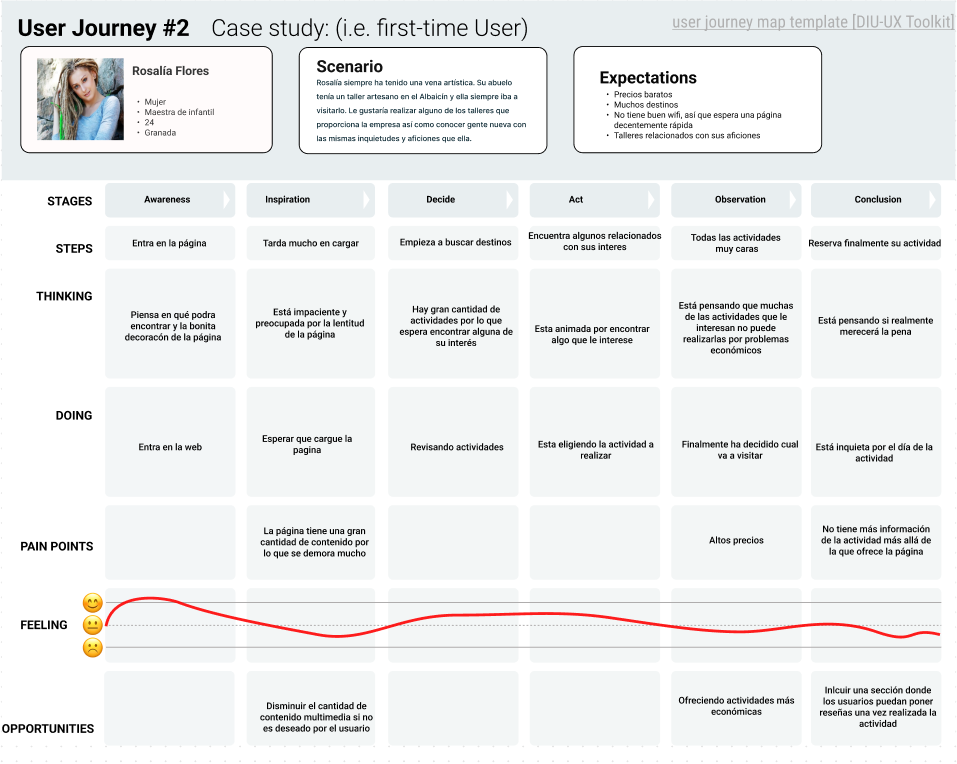 User Journey #2 Case study: (i.e. first-time User)
user journey map template [DIU-UX Toolkit]
Rosalía Flores
• Mujer
• Maestra de infantil
• 24
• Granada
Scenario
Rosalía siempre ha tenido una vena artística. Su abuelo
tenía un taller artesano en el Albaicín y ella siempre iba a
visitarlo. Le gustaría realizar alguno de los talleres que
proporciona la empresa así como conocer gente nueva con
las mismas inquietudes y aficiones que ella.
Expectations
• Precios baratos
• Muchos destinos
• No tiene buen wifi, así que espera una página
decentemente rápida
• Talleres relacionados con sus aficiones
STAGES
Awareness
Inspiration
Decide
Act
Observation
Conclusion
STEPS
Entra en la página
Tarda mucho en cargar
Empieza a buscar destinos
Encuentra algunos relacionados
con sus interes
Todas las actividades
muy caras
Reserva finalmente su actividad
THINKING
Piensa en qué podra
encontrar y la bonita
decoracón de la página
Está impaciente y
preocupada por la lentitud
de la página
Hay gran cantidad de
actividades por lo que
espera encontrar alguna de
su interés
Esta animada por encontrar
algo que le interese
Está pensando que muchas
de las actividades que le
interesan no puede
realizarlas por problemas
económicos
Está pensando si realmente
merecerá la pena
DOING
Entra en la web
Esperar que cargue la
pagina
Revisando actividades
Esta eligiendo la actividad a
realizar
Finalmente ha decidido cual
va a visitar
Está inquieta por el día de la
actividad
PAIN POINTS
La página tiene una gran
cantidad de contenido por
lo que se demora mucho
Altos precios
No tiene más información
de la actividad más allá de
la que ofrece la página
FEELING
OPPORTUNITIES
Disminuir el cantidad de
contenido multimedia si no
es deseado por el usuario
Ofreciendo actividades más
económicas
Inlcuir una sección donde
los usuarios puedan poner
reseñas una vez realizada la
actividad